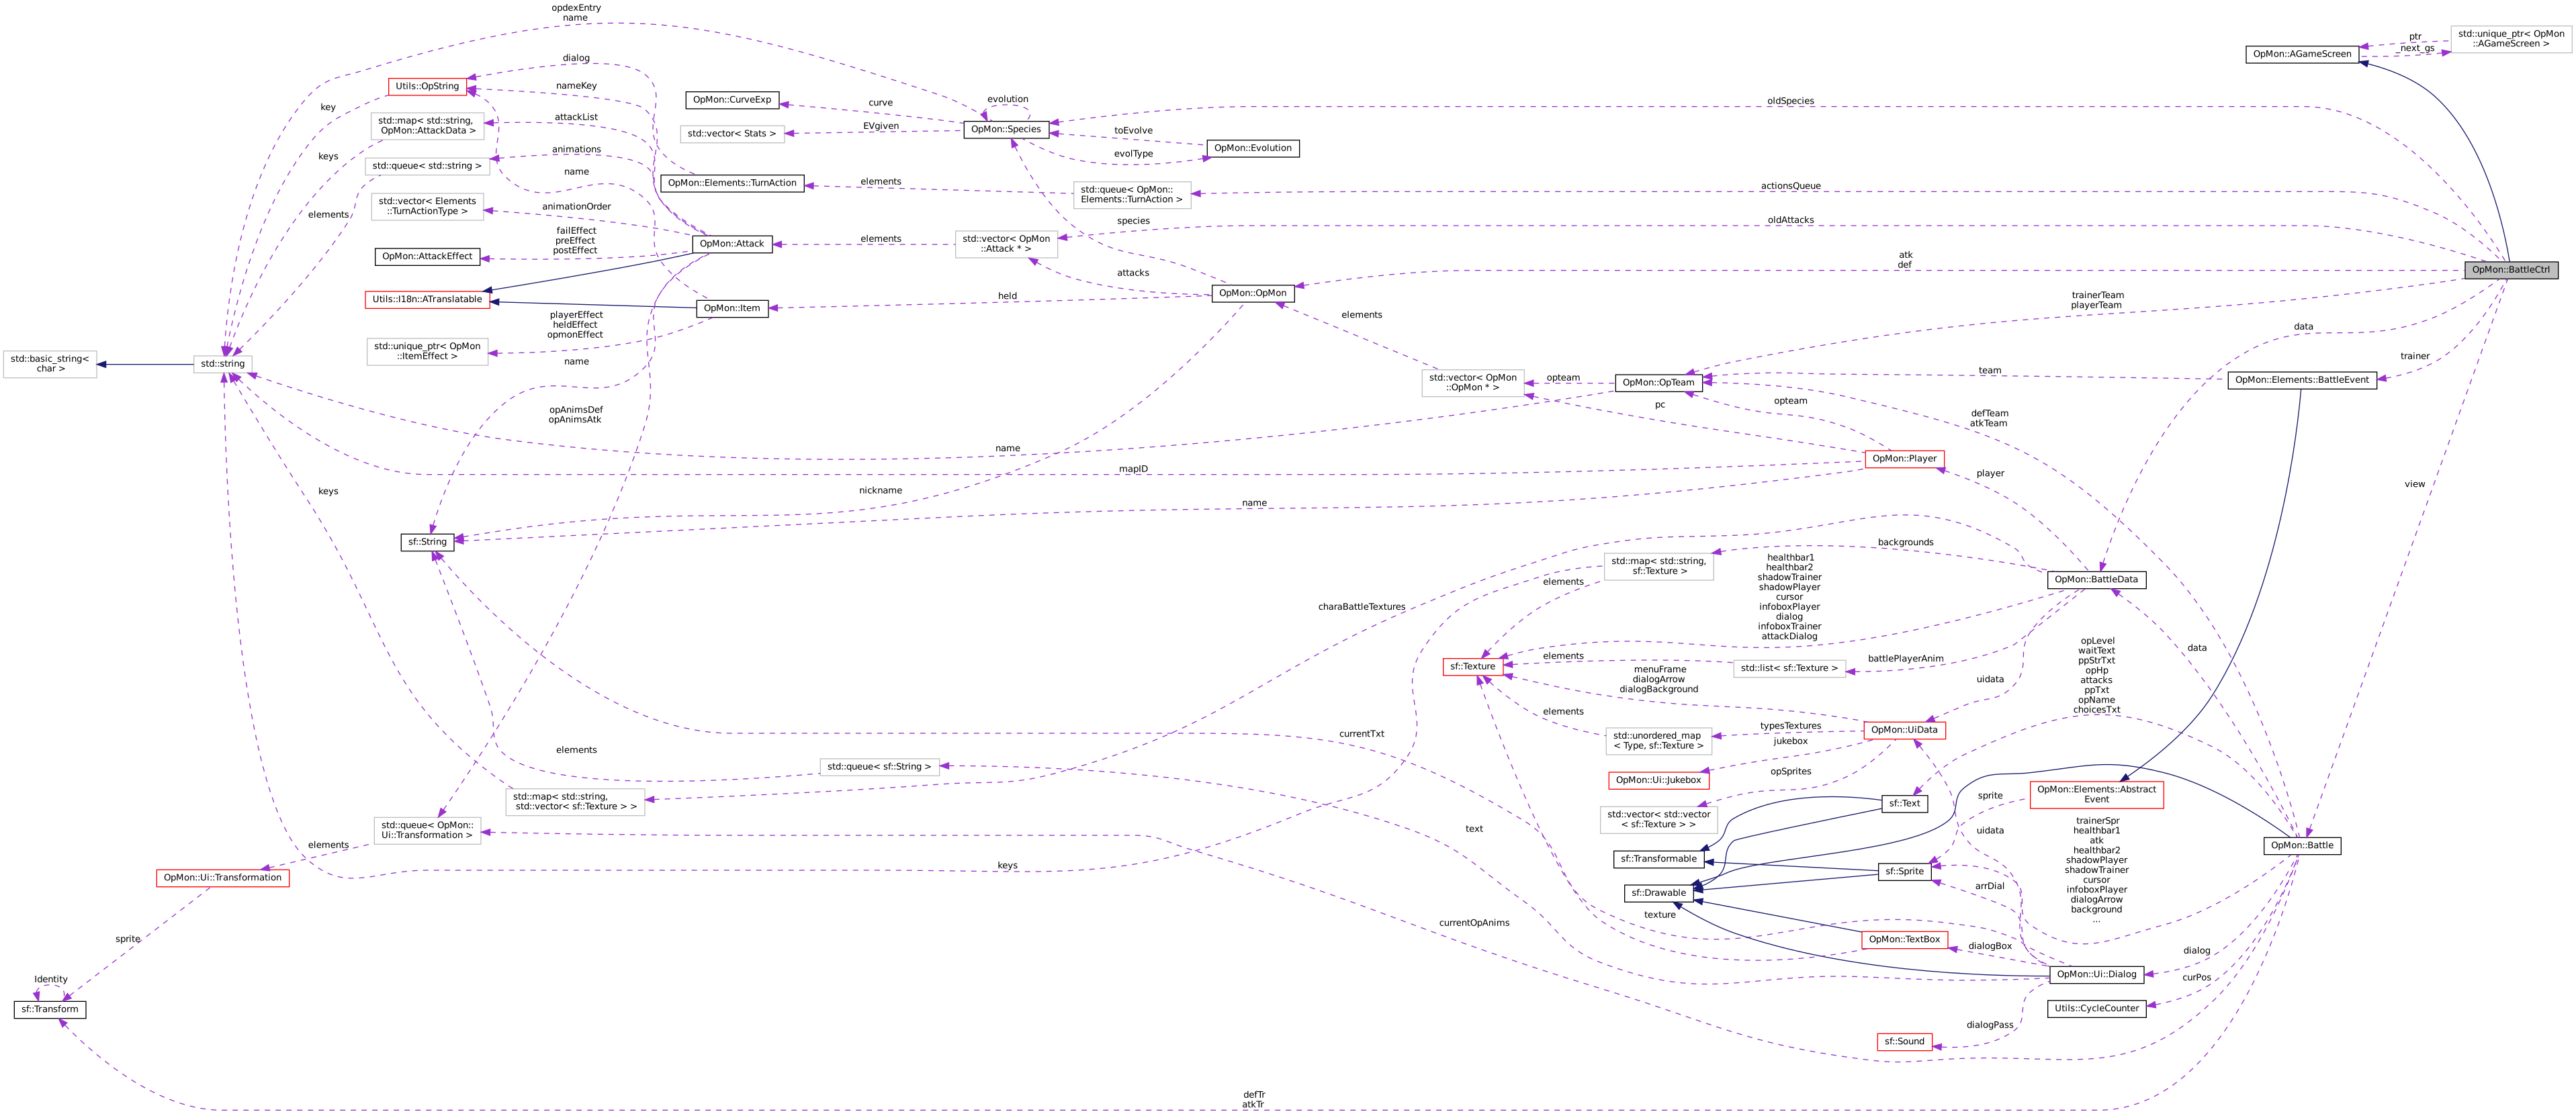 opdexEntry
name
dialog
Utils::OpString
nameKey
key
std::map< std::string,
OpMon::AttackData >
attackList
keys
animations
std::queue< std::string >
name
elements
std::vector< Elements
::TurnActionType >
animationOrder
failEffect
preEffect
postEffect
OpMon::AttackEffect
Utils::I18n::ATranslatable
playerEffect
heldEffect
opmonEffect
std::unique_ptr< OpMon
::ItemEffect >
name
std::basic_string<
char >
std::string
opAnimsDef
opAnimsAtk
keys
sf::String
elements
std::map< std::string,
std::vector< sf::Texture > >
std::queue< OpMon::
Ui::Transformation >
elements
OpMon::Ui::Transformation
sprite
Identity
sf::Transform
OpMon::CurveExp
curve
std::vector< Stats >
EVgiven
evolution
OpMon::Species
toEvolve
evolType
OpMon::Evolution
OpMon::Elements::TurnAction
elements
std::queue< OpMon::
Elements::TurnAction >
species
OpMon::Attack
elements
std::vector< OpMon
::Attack * >
attacks
OpMon::Item
held
OpMon::OpMon
elements
name
mapID
nickname
name
std::queue< sf::String >
keys
defTr
atkTr
oldSpecies
actionsQueue
oldAttacks
atk
def
trainerTeam
playerTeam
data
trainer
OpMon::AGameScreen
ptr
_next_gs
std::unique_ptr< OpMon
::AGameScreen >
OpMon::BattleCtrl
std::vector< OpMon
::OpMon * >
opteam
OpMon::OpTeam
team
OpMon::Elements::BattleEvent
pc
opteam
defTeam
atkTeam
OpMon::Player
player
view
backgrounds
std::map< std::string,
sf::Texture >
elements
charaBattleTextures
healthbar1
healthbar2
shadowTrainer
shadowPlayer
cursor
infoboxPlayer
dialog
infoboxTrainer
attackDialog
OpMon::BattleData
sf::Texture
elements
std::list< sf::Texture >
battlePlayerAnim
menuFrame
dialogArrow
dialogBackground
uidata
data
opLevel
waitText
ppStrTxt
opHp
attacks
ppTxt
opName
choicesTxt
elements
std::unordered_map
< Type, sf::Texture >
typesTextures
OpMon::UiData
jukebox
OpMon::Ui::Jukebox
opSprites
std::vector< std::vector
< sf::Texture > >
currentTxt
text
sf::Text
sprite
OpMon::Elements::Abstract
Event
uidata
sf::Transformable
sf::Sprite
sf::Drawable
arrDial
texture
currentOpAnims
OpMon::TextBox
dialogBox
trainerSpr
healthbar1
atk
healthbar2
shadowPlayer
shadowTrainer
cursor
infoboxPlayer
dialogArrow
background
...
OpMon::Battle
dialog
OpMon::Ui::Dialog
curPos
Utils::CycleCounter
dialogPass
sf::Sound